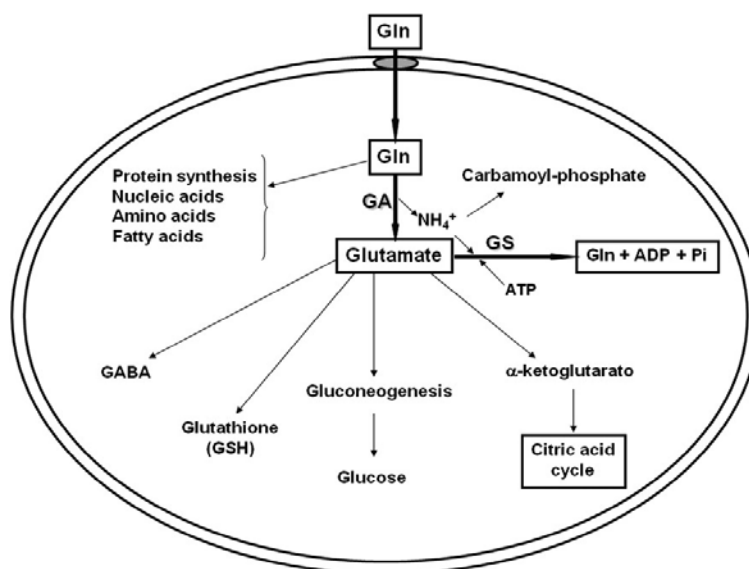 Gln
Gln
Protein synthesis
Nucleic acids
Amino acids
Fatty acids
Carbamoyl-phosphate
GA
NH₄⁺
GS
Glutamate
Gln + ADP + Pi
ATP
GABA
Glutathione
(GSH)
Gluconeogenesis
Glucose
α-ketoglutarato
Citric acid
cycle